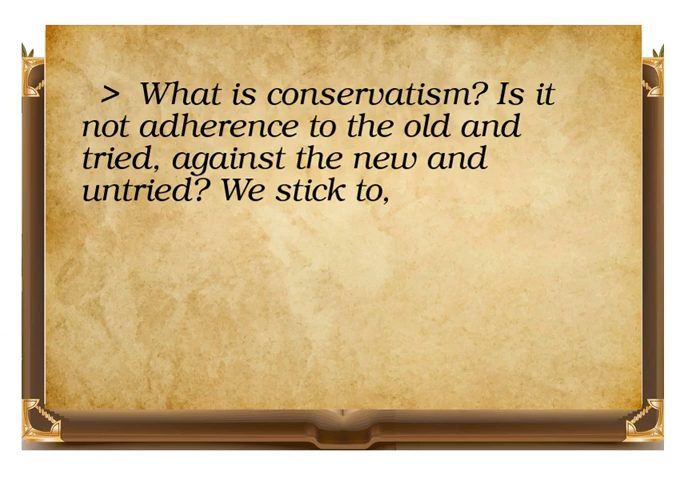 > What is conservatism? Is it
not adherence to the old and
tried, against the new and
untried? We stick to,